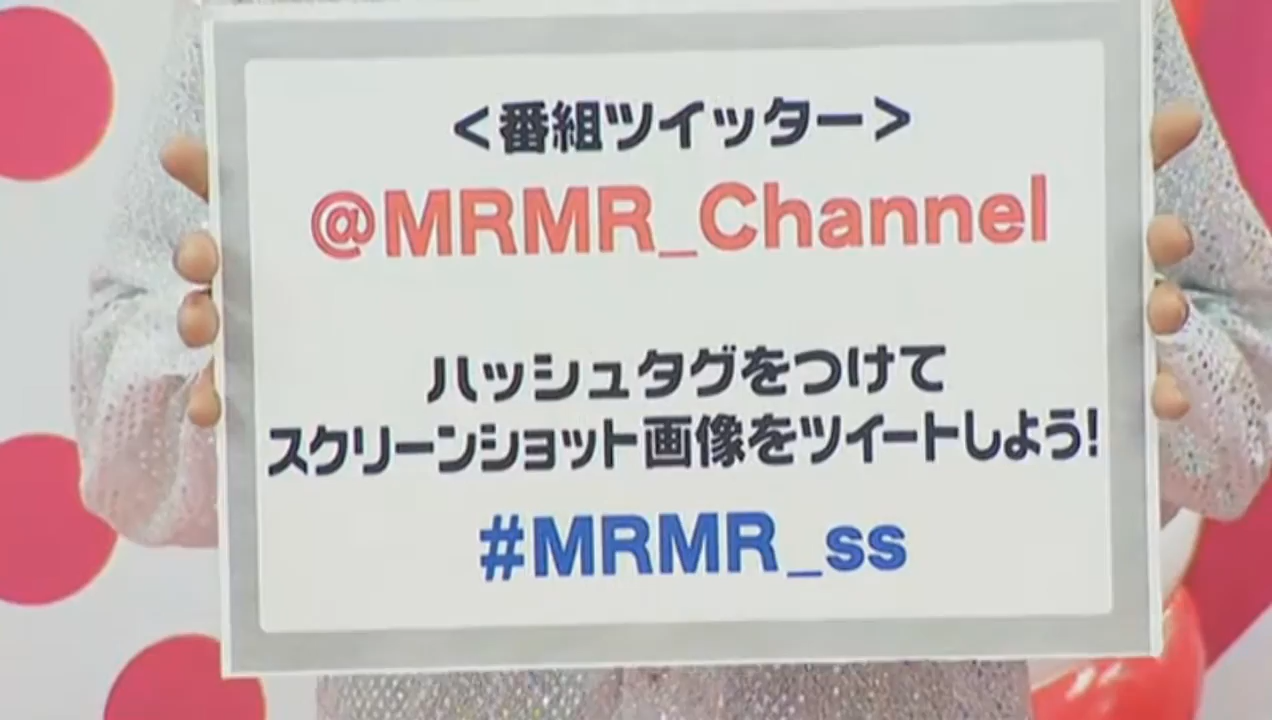 <番組ツイッター>
@MRMR_Channel
ハッシュタグをつけて
スクリーンショット画像をツイートしよう!
#MRMR_ss